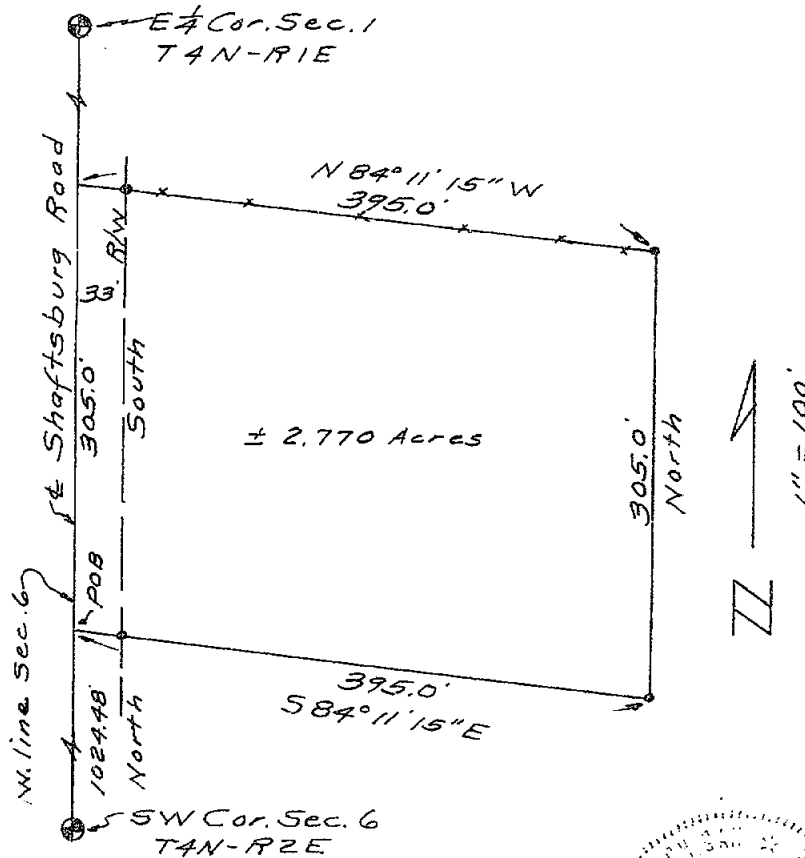 E 1/4 Cor. Sec. 1
T4N-R1E
N 84° 11' 15" W
395.0'
R/W
33'
℄ Shaftsburg Road
305.0'
South
± 2.770 Acres
305.0'
North
1" = 100'
N
W. line Sec. 6
POB
1024.48'
North
395.0'
S 84° 11' 15" E
SW Cor. Sec. 6
T4N-R2E